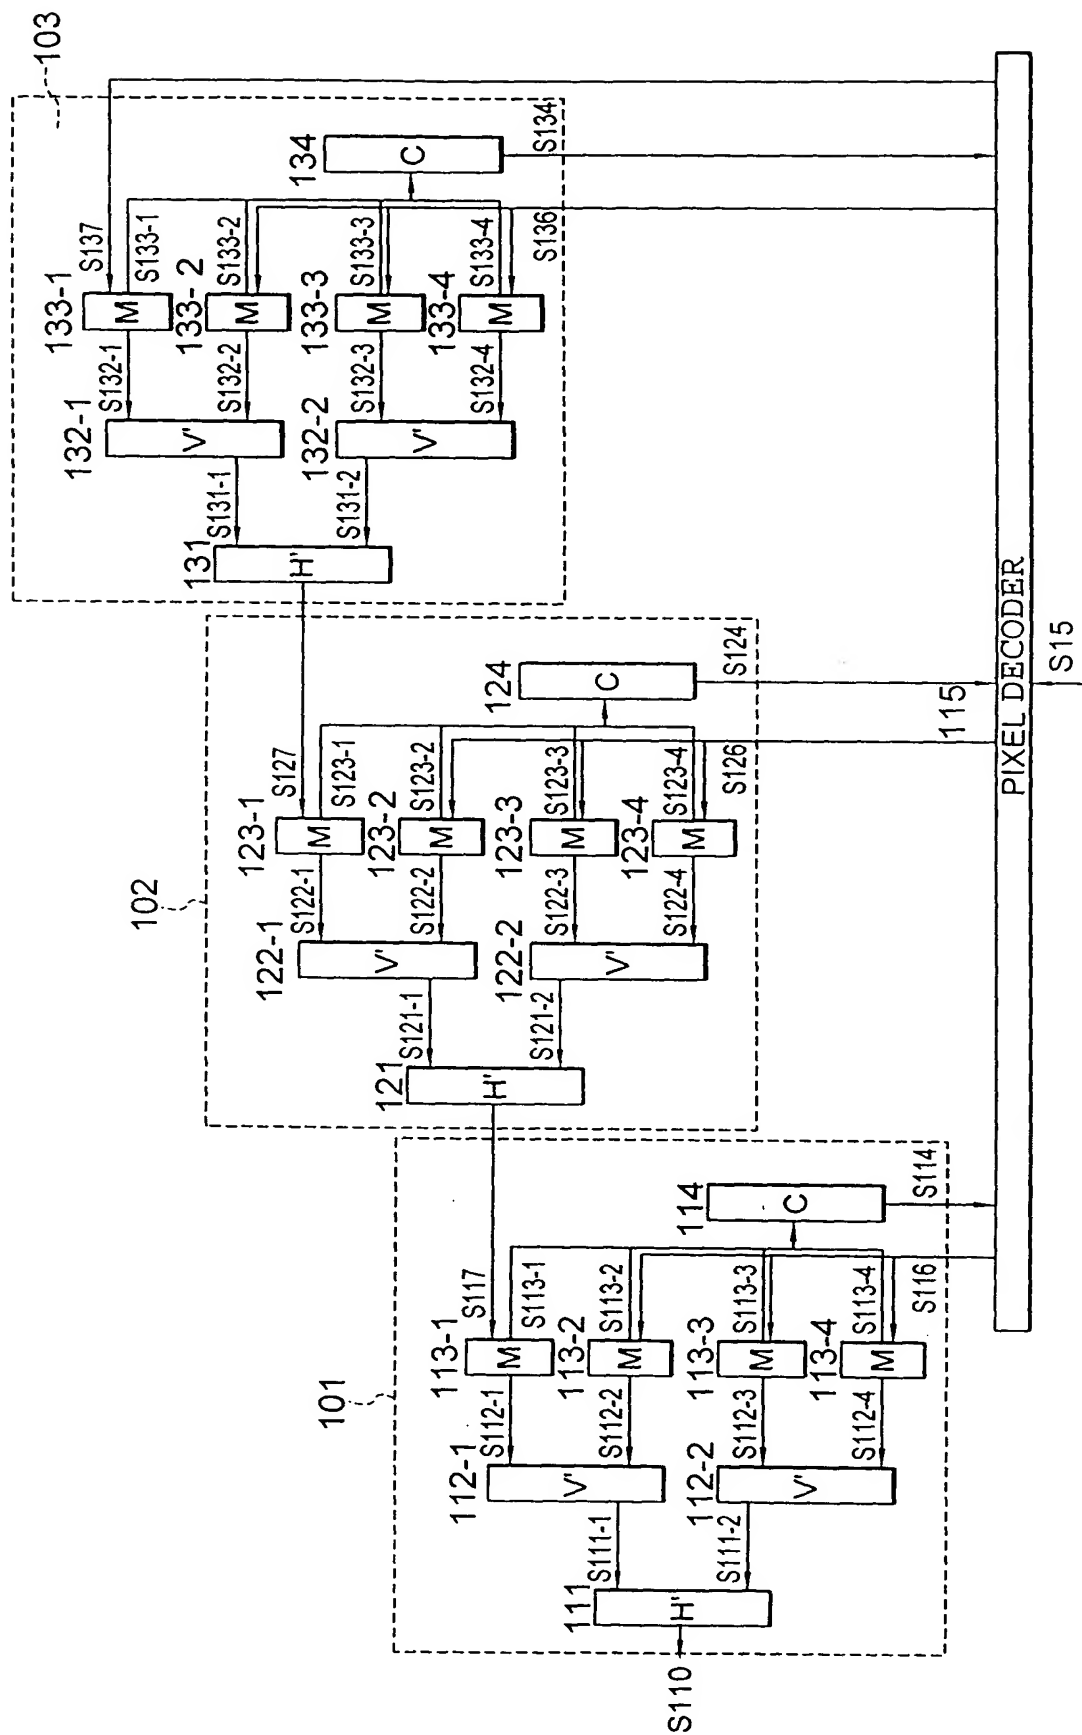 103
S137
133-1
S133-1
M
S132-1
132-1
V'
S131-1
131
H'
133-2
S133-2
M
S132-2
134
C
S134
133-3
S133-3
M
S132-3
132-2
V'
S131-2
133-4
S133-4
M
S132-4
S136
102
S127
123-1
S123-1
M
S122-1
122-1
V'
S121-1
121
H'
123-2
S123-2
M
S122-2
124
C
S124
123-3
S123-3
M
S122-3
122-2
V'
S121-2
123-4
S123-4
M
S122-4
S126
101
S117
113-1
S113-1
M
S112-1
112-1
V'
S111-1
111
H'
S110
113-2
S113-2
M
S112-2
114
C
S114
113-3
S113-3
M
S112-3
112-2
V'
S111-2
113-4
S113-4
M
S112-4
S116
115
PIXEL DECODER
S15